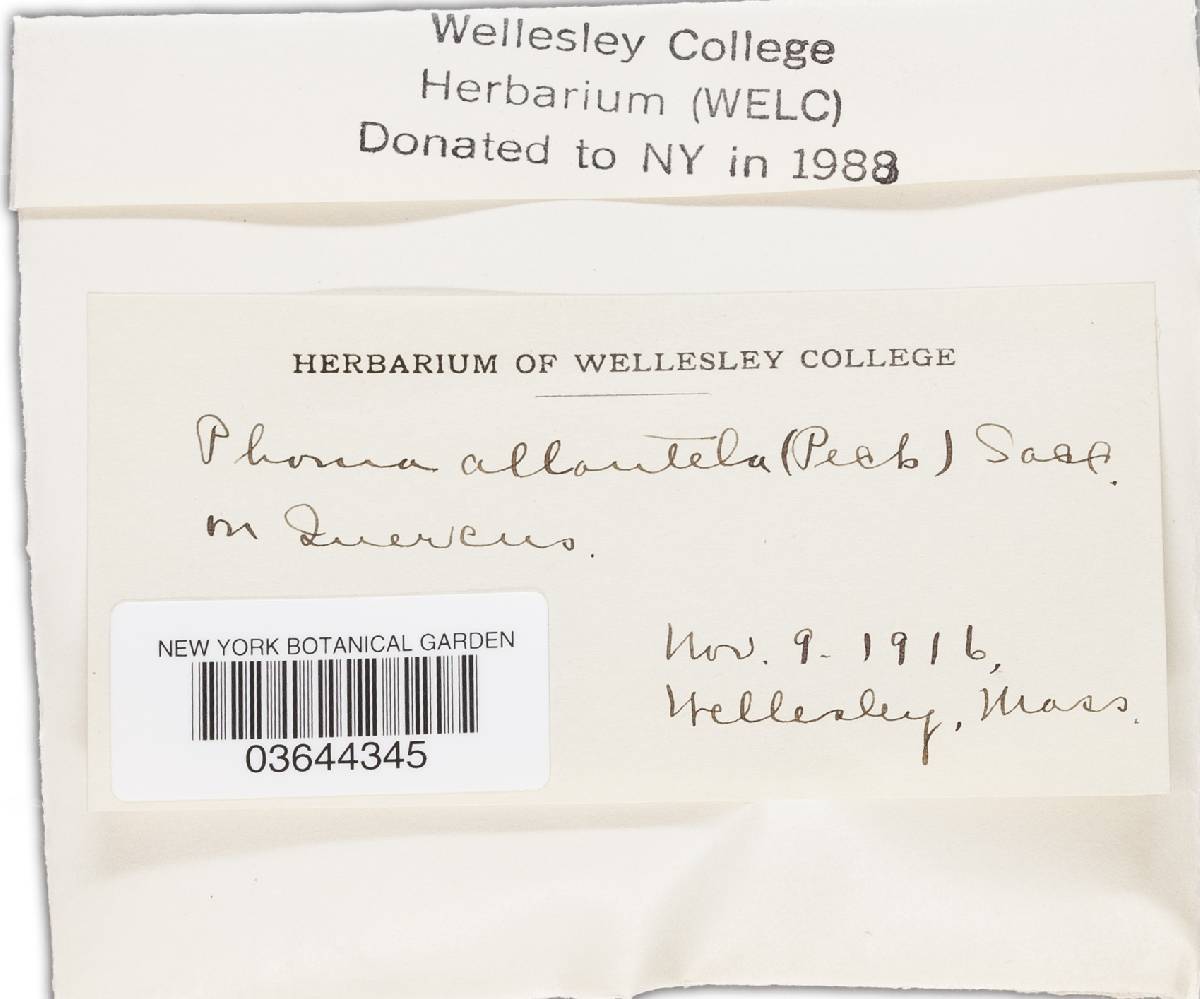 Wellesley College
Herbarium (WELC)
Donated to NY in 1988
HERBARIUM OF WELLESLEY COLLEGE
Phoma allantela (Peck) Sacc.
on Quercus.
Nov. 9 - 1916,
Wellesley, Mass.
NEW YORK BOTANICAL GARDEN
03644345